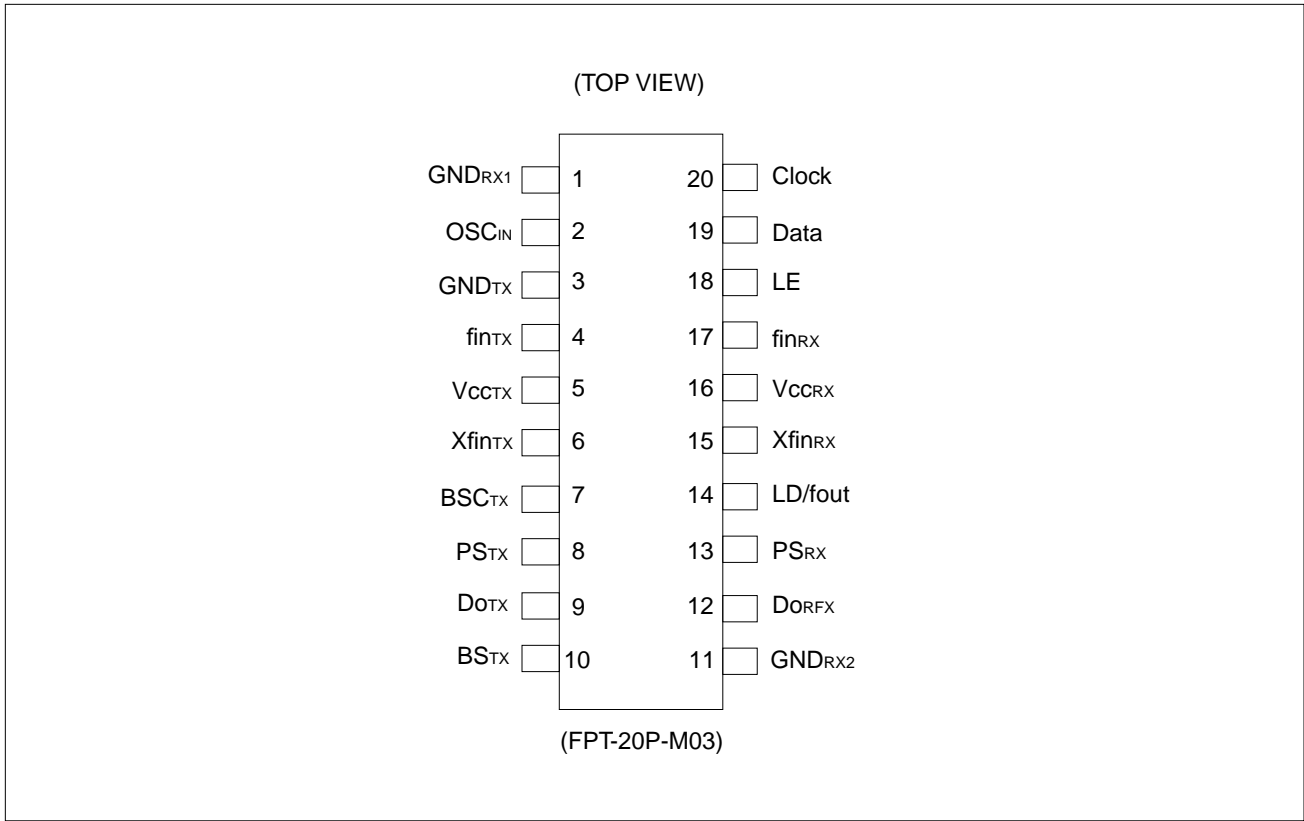 (TOP VIEW)
GNDRX1 1 20 Clock
OSCIN 2 19 Data
GNDTX 3 18 LE
finTX 4 17 finRX
VccTX 5 16 VccRX
XfinTX 6 15 XfinRX
BSCTX 7 14 LD/fout
PSTX 8 13 PSRX
DoTX 9 12 DoRFX
BSTX 10 11 GNDRX2
(FPT-20P-M03)